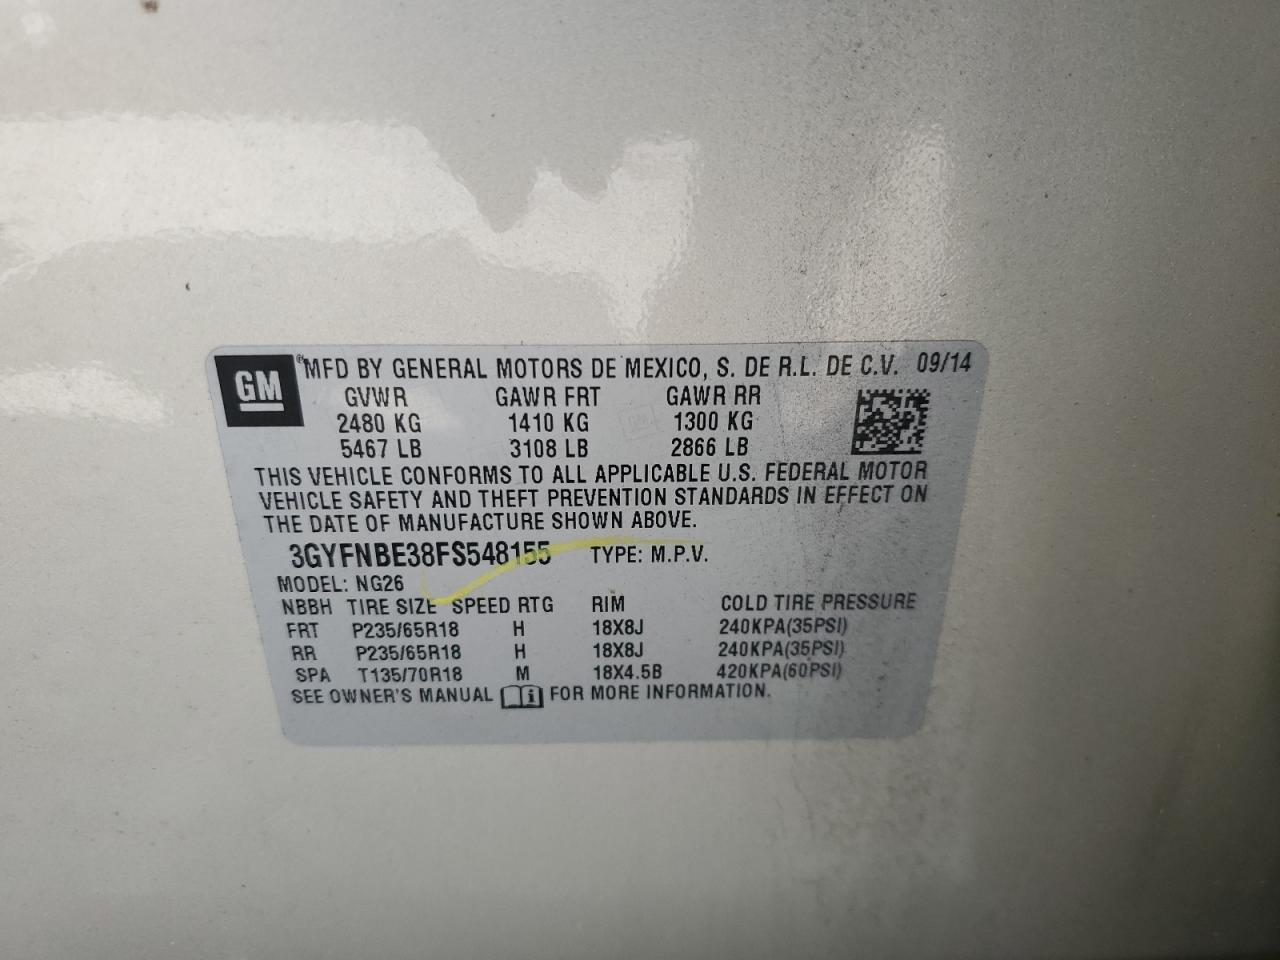 GM ® MFD BY GENERAL MOTORS DE MEXICO, S. DE R.L. DE C.V. 09/14
GVWR GAWR FRT GAWR RR
2480 KG 1410 KG 1300 KG
5467 LB 3108 LB 2866 LB
THIS VEHICLE CONFORMS TO ALL APPLICABLE U.S. FEDERAL MOTOR
VEHICLE SAFETY AND THEFT PREVENTION STANDARDS IN EFFECT ON
THE DATE OF MANUFACTURE SHOWN ABOVE.
3GYFNBE38FS548155 TYPE: M.P.V.
MODEL: NG26
NBBH TIRE SIZE SPEED RTG RIM COLD TIRE PRESSURE
FRT P235/65R18 H 18X8J 240KPA(35PSI)
RR P235/65R18 H 18X8J 240KPA(35PSI)
SPA T135/70R18 M 18X4.5B 420KPA(60PSI)
SEE OWNER'S MANUAL i FOR MORE INFORMATION.